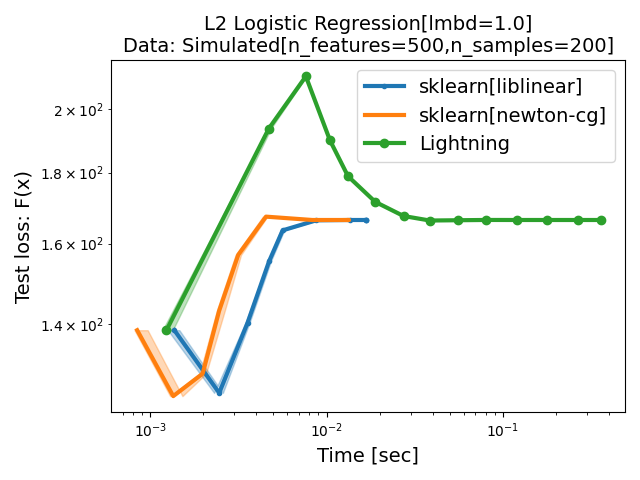 L2 Logistic Regression[lmbd=1.0]
Data: Simulated[n_features=500,n_samples=200]
sklearn[liblinear]
sklearn[newton-cg]
Lightning
Test loss: F(x)
2 × 10²
1.8 × 10²
1.6 × 10²
1.4 × 10²
10⁻³
10⁻²
10⁻¹
Time [sec]